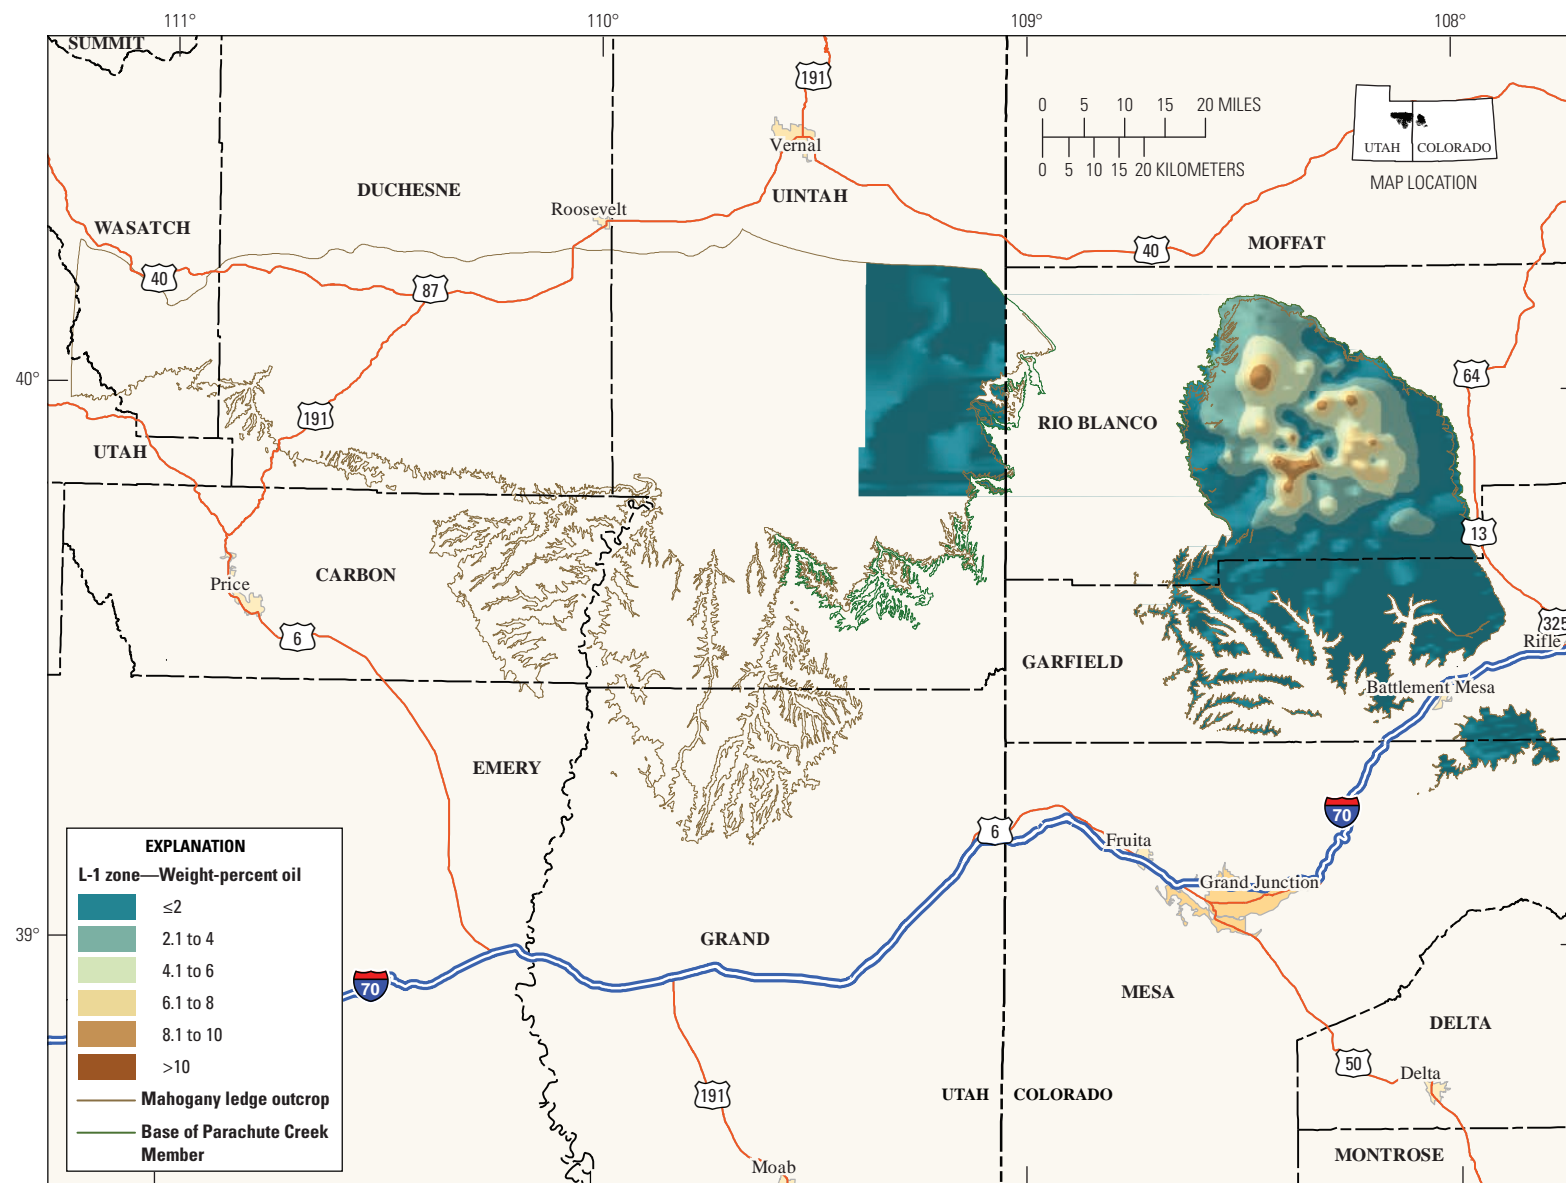 111°
110°
109°
108°
SUMMIT
191
0 5 10 15 20 MILES
0 5 10 15 20 KILOMETERS
UTAH
COLORADO
MAP LOCATION
Vernal
DUCHESNE
UINTAH
Roosevelt
WASATCH
MOFFAT
40
40
87
40°
64
191
RIO BLANCO
UTAH
13
CARBON
Price
6
325
Rifle
GARFIELD
Battlement Mesa
EMERY
70
6
Fruita
Grand Junction
EXPLANATION
L-1 zone—Weight-percent oil
≤2
2.1 to 4
4.1 to 6
6.1 to 8
8.1 to 10
>10
Mahogany ledge outcrop
Base of Parachute Creek
Member
39°
GRAND
70
MESA
DELTA
50
Delta
191
UTAH
COLORADO
MONTROSE
Moab